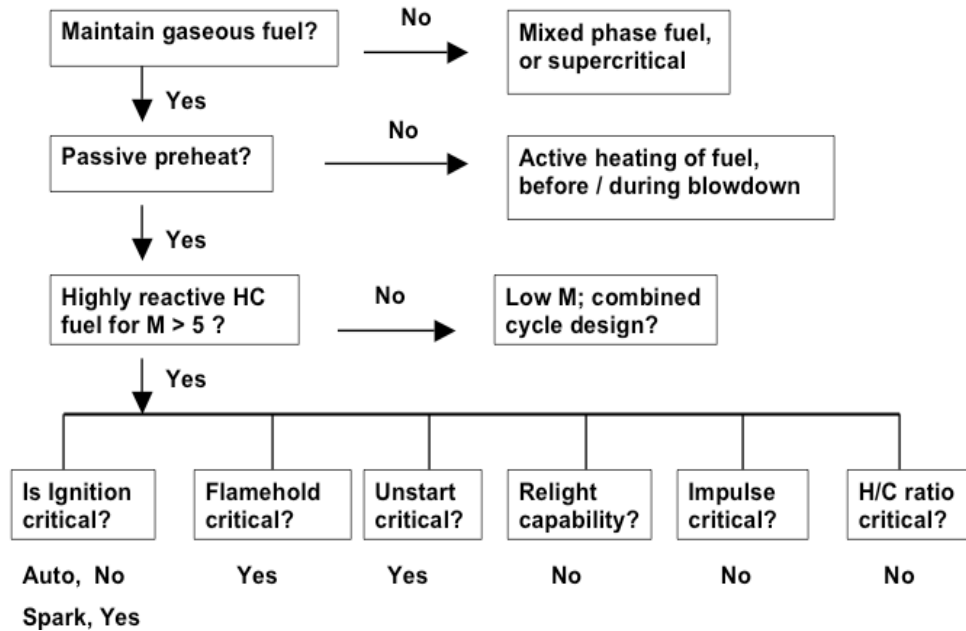 Maintain gaseous fuel?
No
Mixed phase fuel,
or supercritical
Yes
Passive preheat?
No
Active heating of fuel,
before / during blowdown
Yes
Highly reactive HC
fuel for M > 5 ?
No
Low M; combined
cycle design?
Yes
Is Ignition
critical?
Flamehold
critical?
Unstart
critical?
Relight
capability?
Impulse
critical?
H/C ratio
critical?
Auto, No
Spark, Yes
Yes
Yes
No
No
No